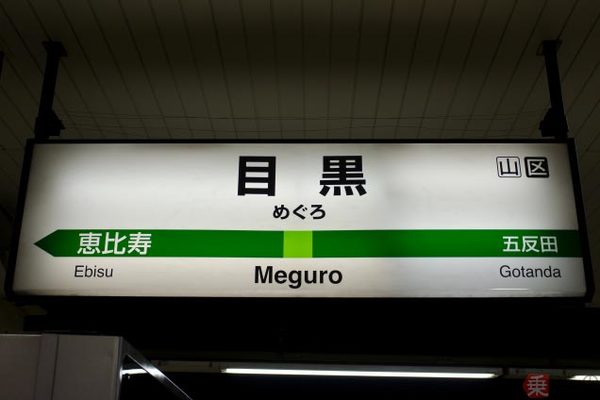 目黒
山区
めぐろ
恵比寿
五反田
Ebisu
Meguro
Gotanda
乗